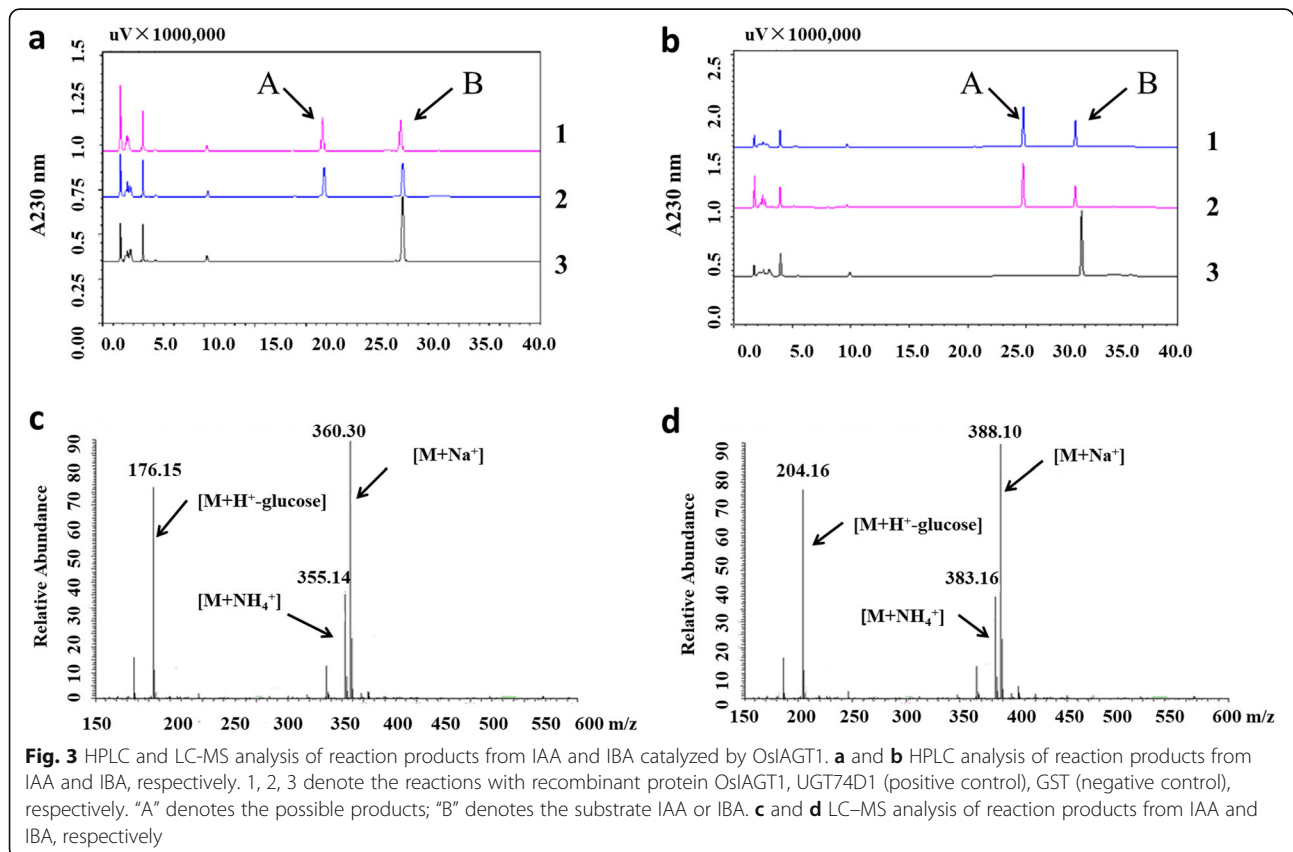 a
uV×1000,000
1.5
1.25
1.0
0.75
0.5
0.25
0.00
A230 nm
A
B
1
2
3
0.0 5.0 10.0 20.0 25.0 30.0 40.0
b
uV×1000,000
2.5
2.0
1.5
1.0
0.5
0.0
A230 nm
A
B
1
2
3
0.0 5.0 10.0 20.0 25.0 30.0 35.0 40.0
c
Relative Abundance
90
80
70
60
50
40
30
20
10
0
176.15
[M+H⁺-glucose]
360.30
[M+Na⁺]
355.14
[M+NH₄⁺]
150 200 250 300 350 400 450 500 600 m/z
d
Relative Abundance
90
80
70
60
50
40
30
20
10
0
204.16
[M+H⁺-glucose]
388.10
[M+Na⁺]
383.16
[M+NH₄⁺]
150 200 250 300 350 400 450 500 600 m/z
Fig. 3 HPLC and LC-MS analysis of reaction products from IAA and IBA catalyzed by OsIAGT1. a and b HPLC analysis of reaction products from
IAA and IBA, respectively. 1, 2, 3 denote the reactions with recombinant protein OsIAGT1, UGT74D1 (positive control), GST (negative control),
respectively. “A” denotes the possible products; “B” denotes the substrate IAA or IBA. c and d LC–MS analysis of reaction products from IAA and
IBA, respectively